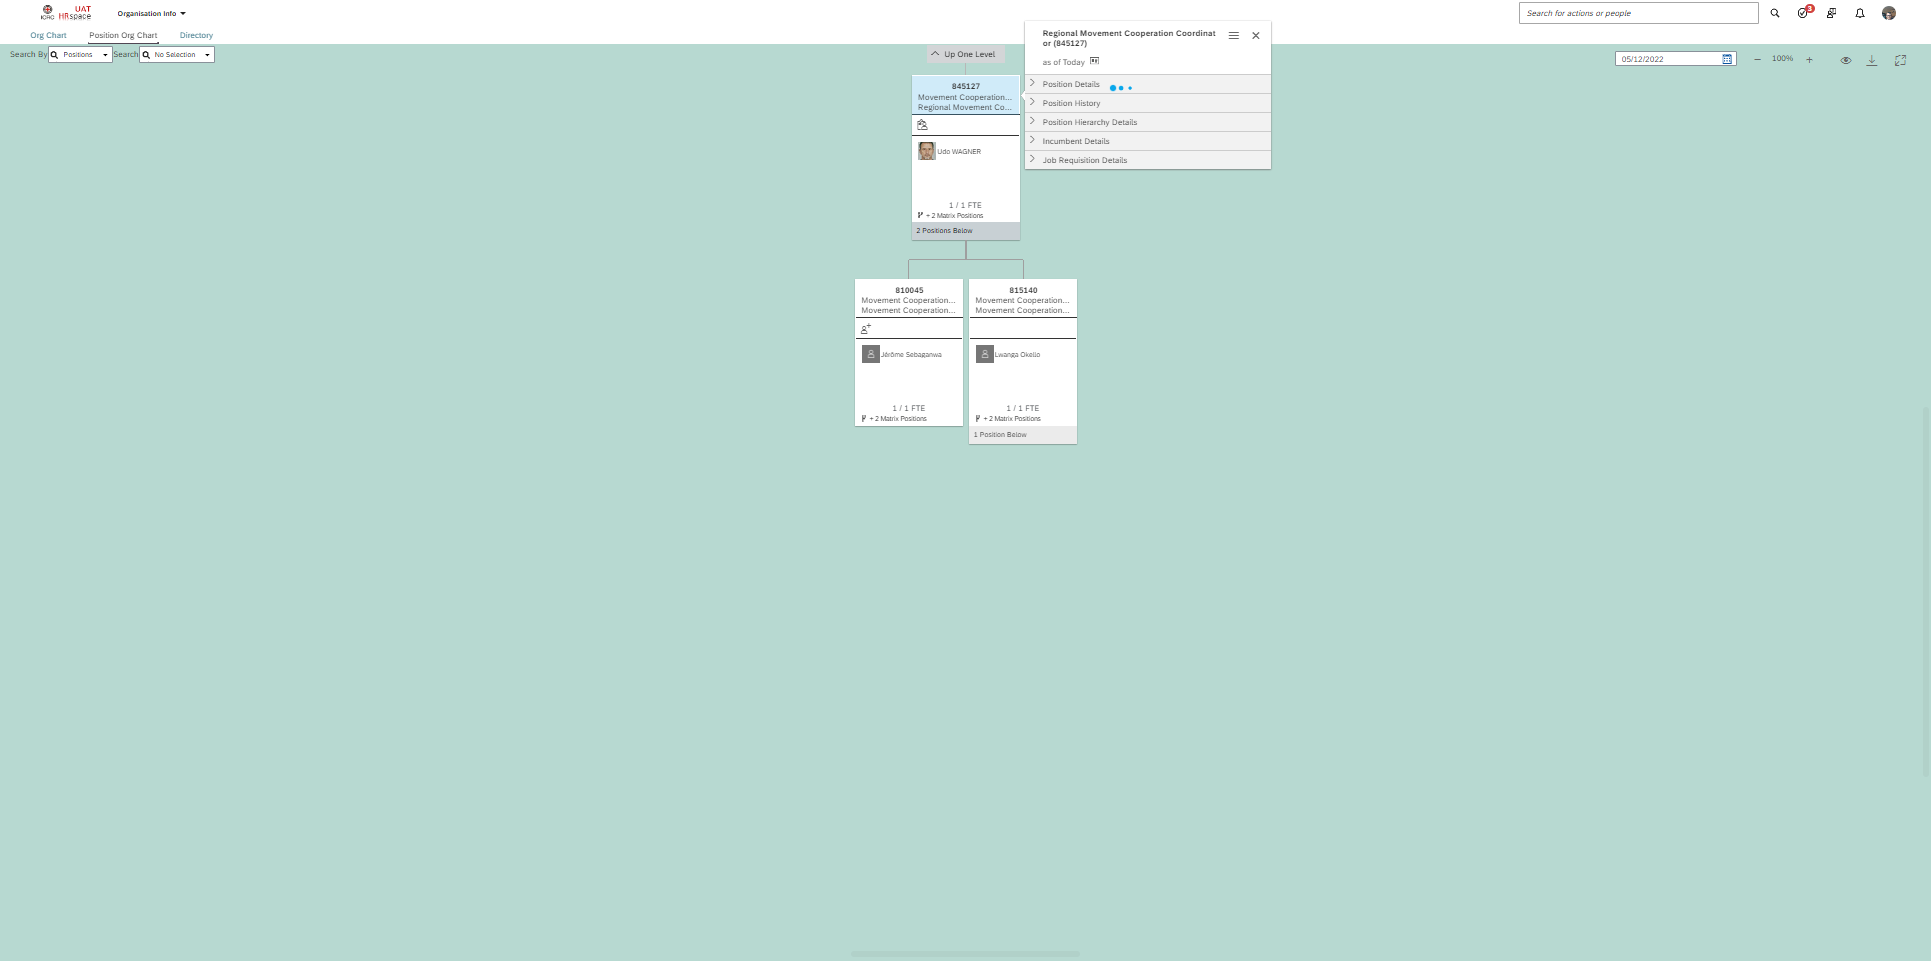 ICRC
UAT
HRspace
Organisation Info
Search for actions or people
3
Org Chart
Position Org Chart
Directory
Search By
Positions
Search
No Selection
Up One Level
05/12/2022
100%
845127
Movement Cooperation...
Regional Movement Co...
Udo WAGNER
1 / 1 FTE
+ 2 Matrix Positions
2 Positions Below
Regional Movement Cooperation Coordinat
or (845127)
as of Today
Position Details
Position History
Position Hierarchy Details
Incumbent Details
Job Requisition Details
810045
Movement Cooperation...
Movement Cooperation...
Jérôme Sebaganwa
1 / 1 FTE
+ 2 Matrix Positions
815140
Movement Cooperation...
Movement Cooperation...
Lwanga Okello
1 / 1 FTE
+ 2 Matrix Positions
1 Position Below